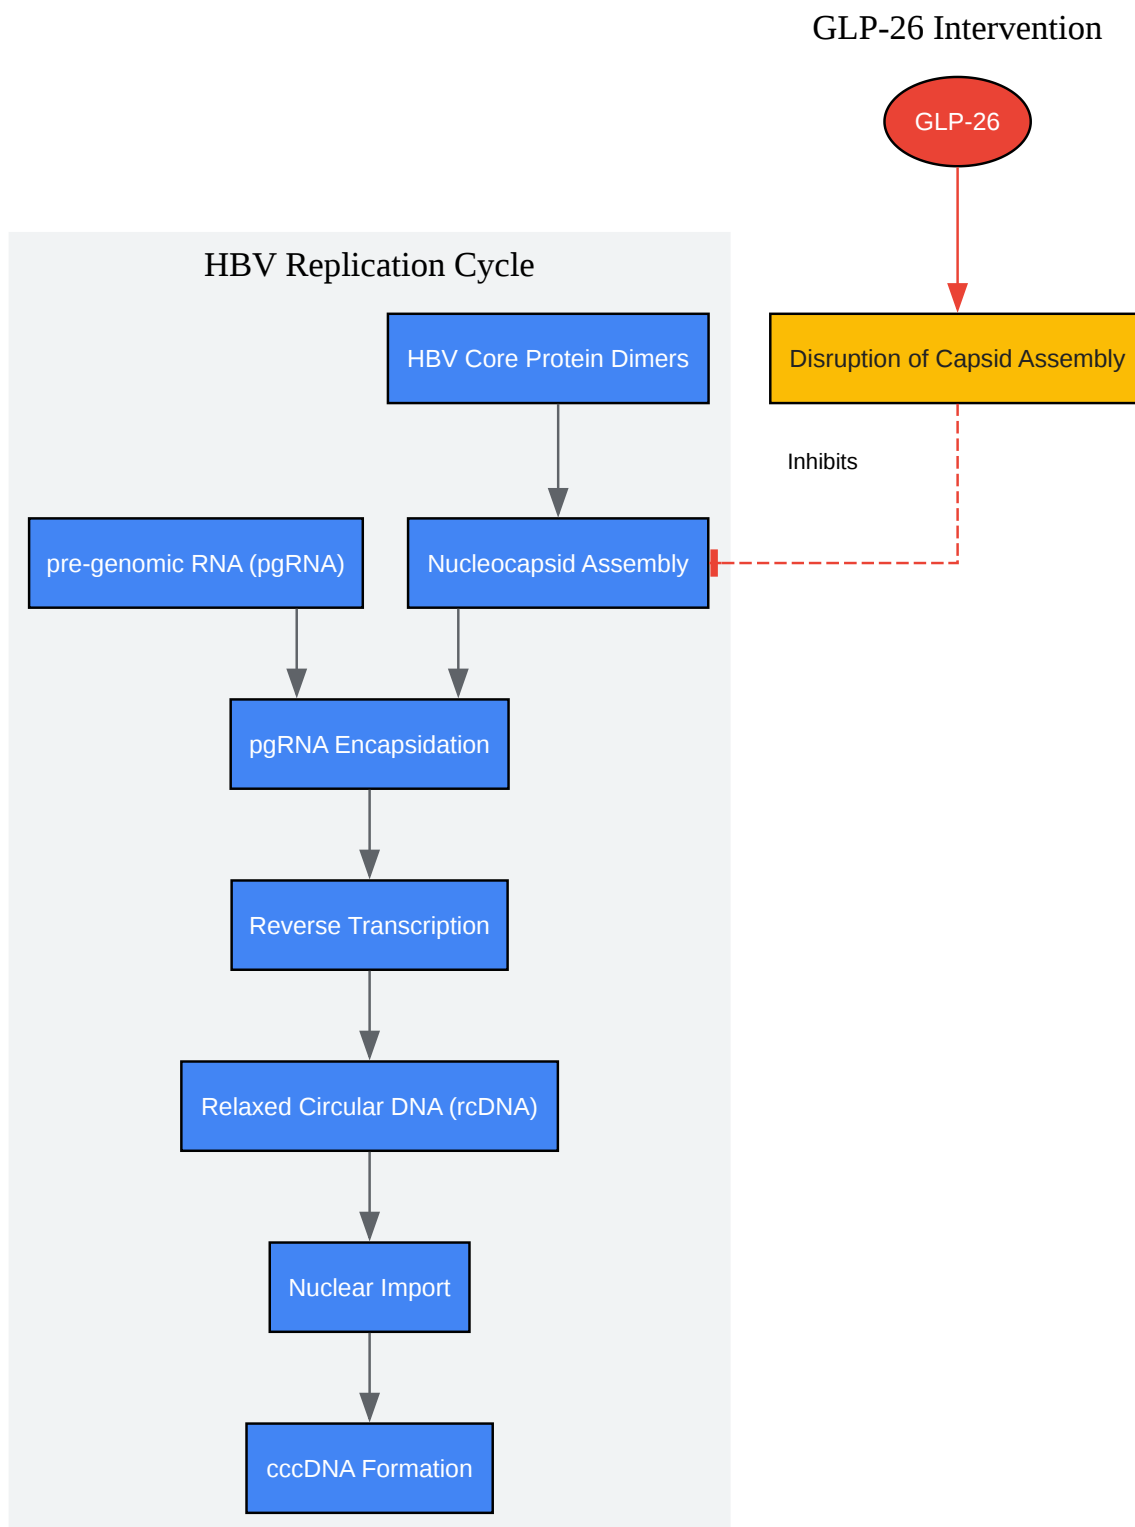 GLP-26 Intervention
GLP-26
HBV Replication Cycle
HBV Core Protein Dimers
Disruption of Capsid Assembly
Inhibits
pre-genomic RNA (pgRNA)
Nucleocapsid Assembly
pgRNA Encapsidation
Reverse Transcription
Relaxed Circular DNA (rcDNA)
Nuclear Import
cccDNA Formation